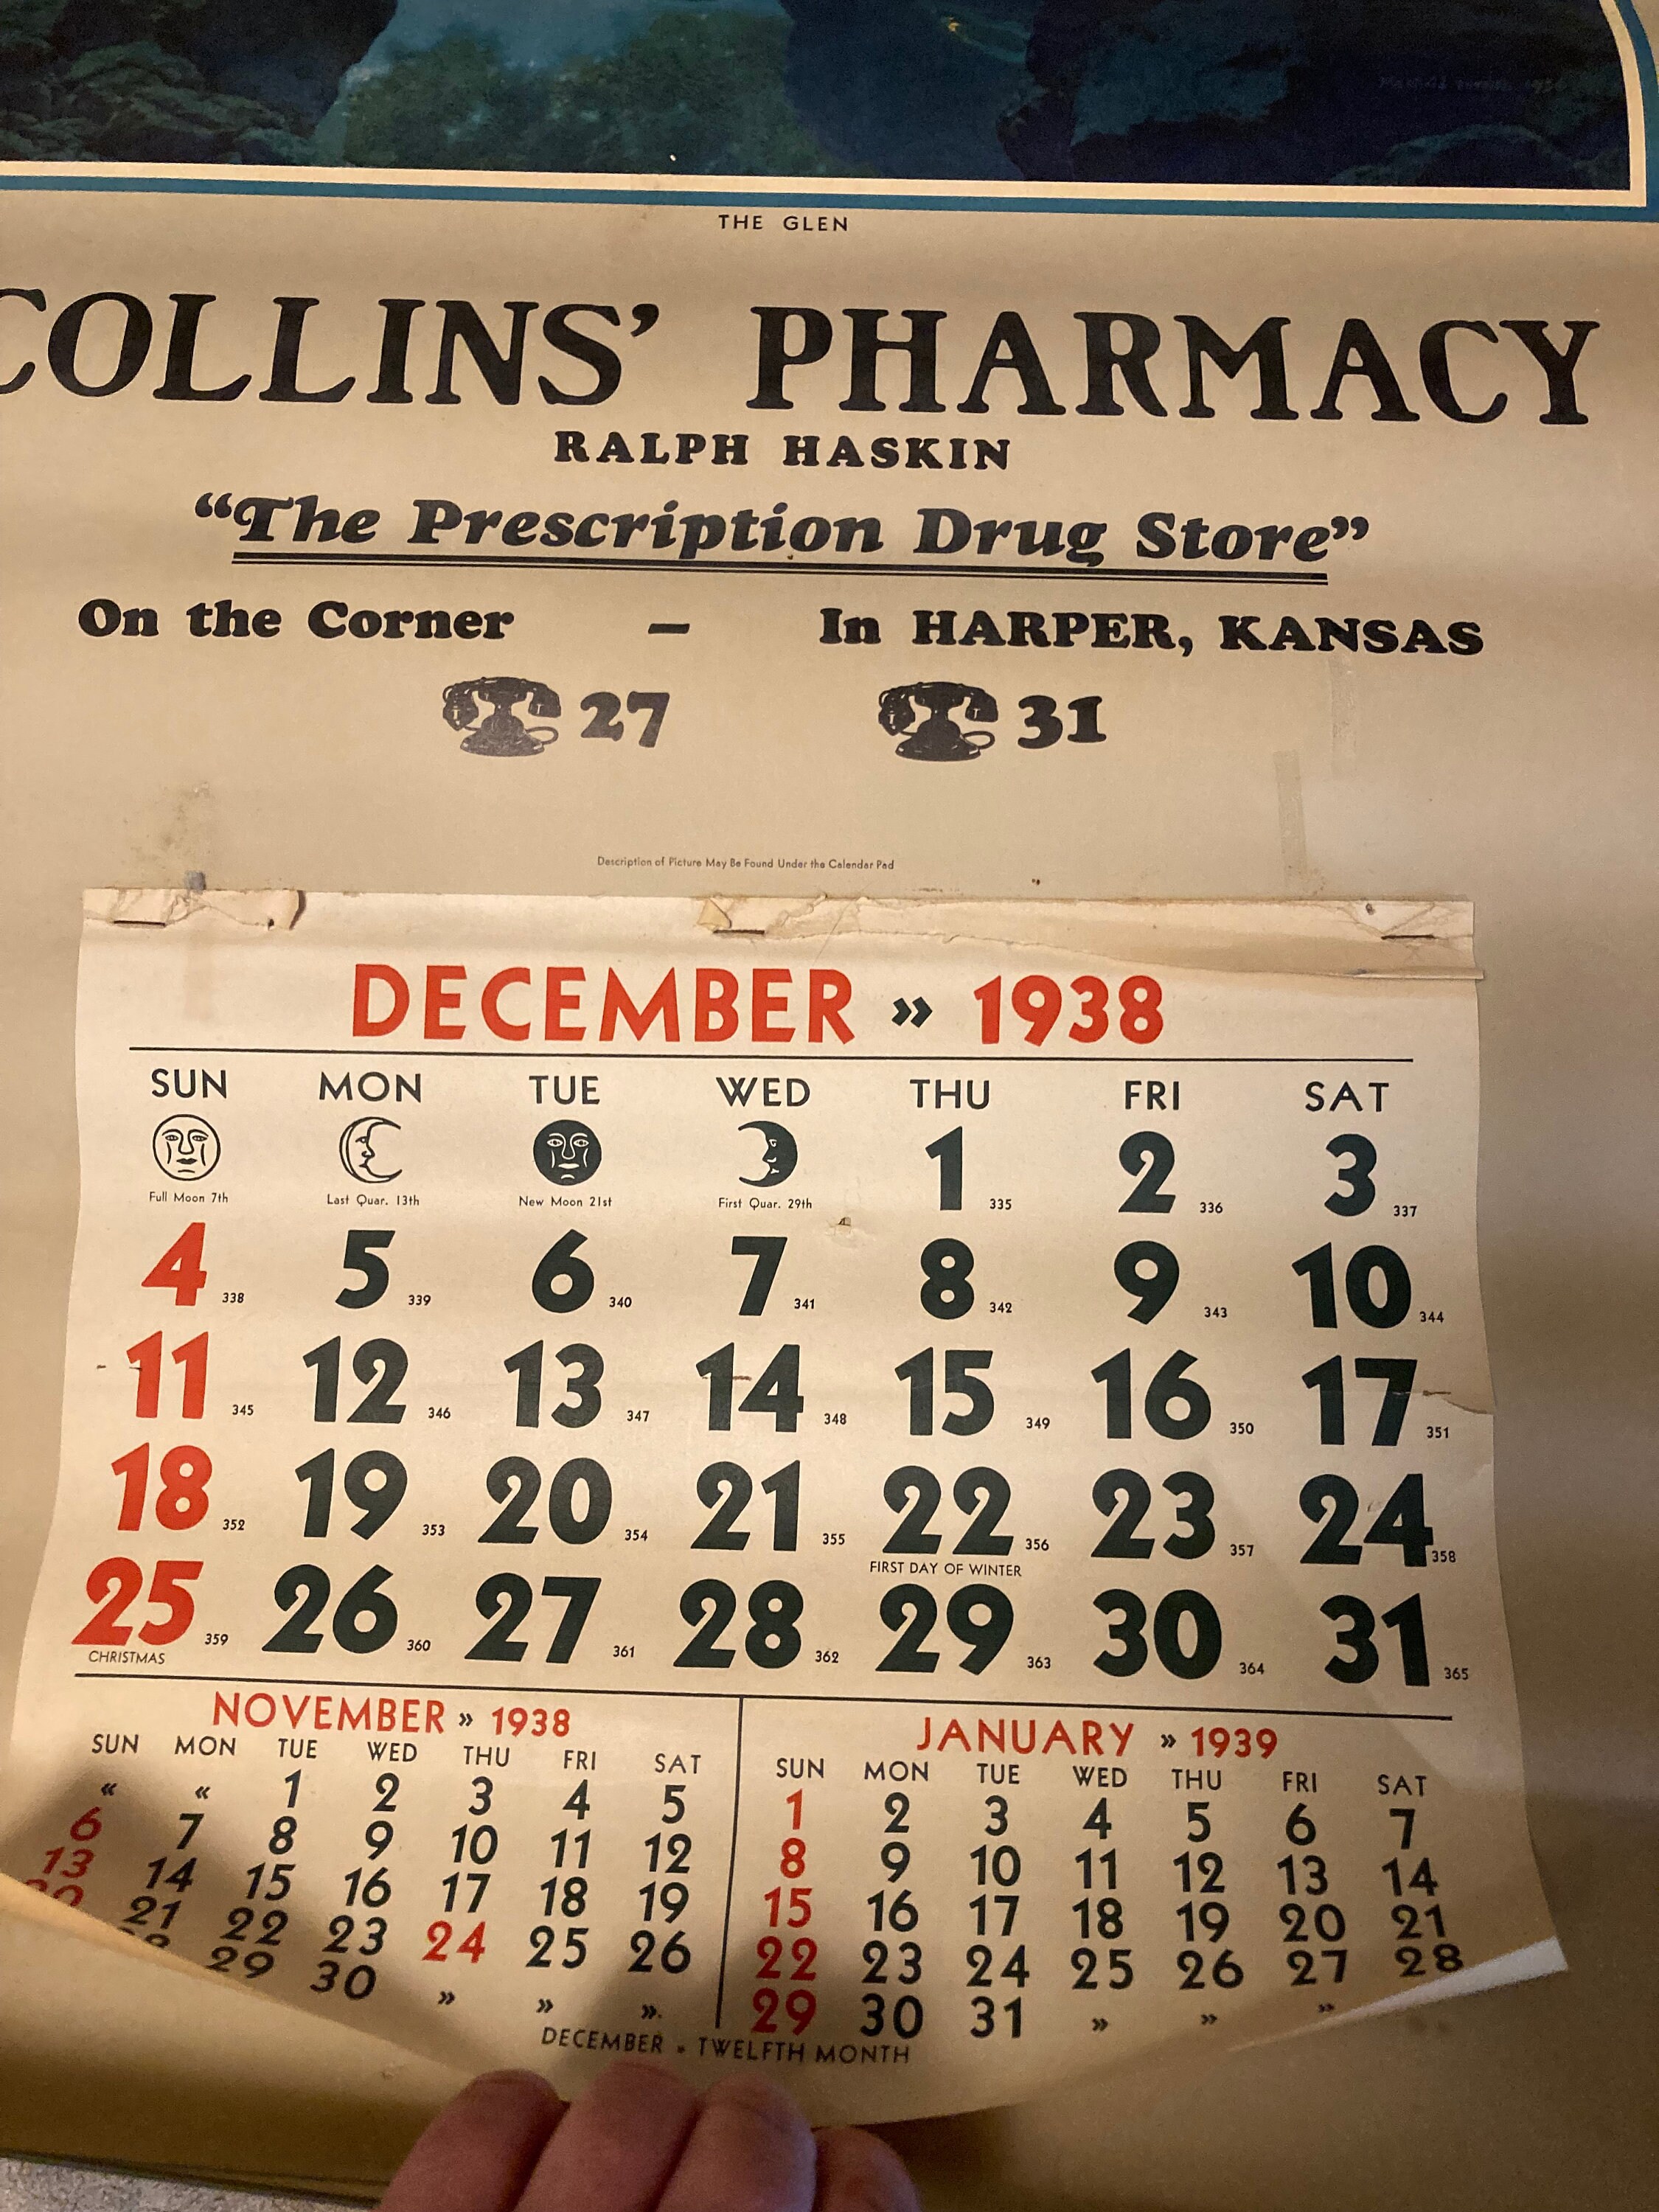 THE GLEN
COLLINS' PHARMACY
RALPH HASKIN
“The Prescription Drug Store”
On the Corner – In HARPER, KANSAS
27 31
Description of Picture May Be Found Under the Calendar Pad
DECEMBER » 1938
SUN MON TUE WED THU FRI SAT
Full Moon 7th Last Quar. 13th New Moon 21st First Quar. 29th 1 335 2 336 3 337
4 338 5 339 6 340 7 341 8 342 9 343 10 344
11 345 12 346 13 347 14 348 15 349 16 350 17 351
18 352 19 353 20 354 21 355 22 356 23 357 24 358
FIRST DAY OF WINTER
25 359 26 360 27 361 28 362 29 363 30 364 31 365
CHRISTMAS
NOVEMBER » 1938
SUN MON TUE WED THU FRI SAT
« « 1 2 3 4 5
6 7 8 9 10 11 12
13 14 15 16 17 18 19
20 21 22 23 24 25 26
29 30 » » »
JANUARY » 1939
SUN MON TUE WED THU FRI SAT
1 2 3 4 5 6 7
8 9 10 11 12 13 14
15 16 17 18 19 20 21
22 23 24 25 26 27 28
29 30 31 » » »
DECEMBER • TWELFTH MONTH